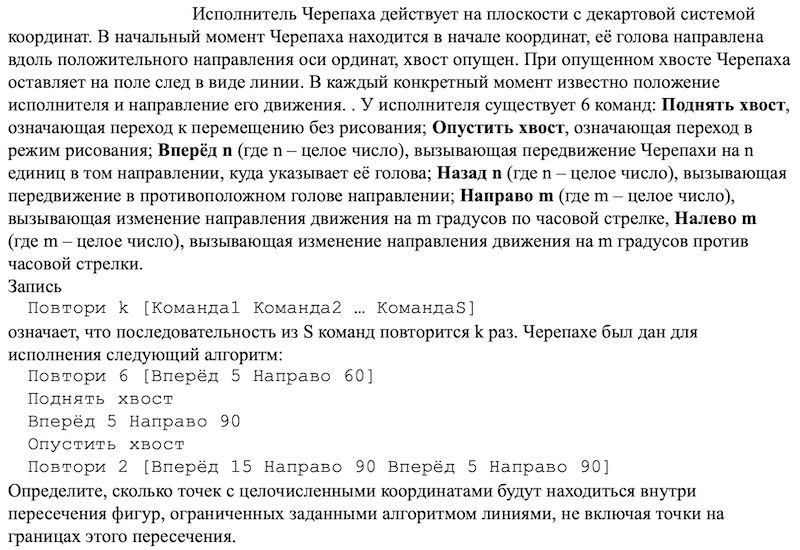 Исполнитель Черепаха действует на плоскости с декартовой системой
координат. В начальный момент Черепаха находится в начале координат, её голова направлена
вдоль положительного направления оси ординат, хвост опущен. При опущенном хвосте Черепаха
оставляет на поле след в виде линии. В каждый конкретный момент известно положение
исполнителя и направление его движения. . У исполнителя существует 6 команд: Поднять хвост,
означающая переход к перемещению без рисования; Опустить хвост, означающая переход в
режим рисования; Вперёд n (где n – целое число), вызывающая передвижение Черепахи на n
единиц в том направлении, куда указывает её голова; Назад n (где n – целое число), вызывающая
передвижение в противоположном голове направлении; Направо m (где m – целое число),
вызывающая изменение направления движения на m градусов по часовой стрелке, Налево m
(где m – целое число), вызывающая изменение направления движения на m градусов против
часовой стрелки.
Запись
Повтори k [Команда1 Команда2 … КомандаS]
означает, что последовательность из S команд повторится k раз. Черепахе был дан для
исполнения следующий алгоритм:
Повтори 6 [Вперёд 5 Направо 60]
Поднять хвост
Вперёд 5 Направо 90
Опустить хвост
Повтори 2 [Вперёд 15 Направо 90 Вперёд 5 Направо 90]
Определите, сколько точек с целочисленными координатами будут находиться внутри
пересечения фигур, ограниченных заданными алгоритмом линиями, не включая точки на
границах этого пересечения.